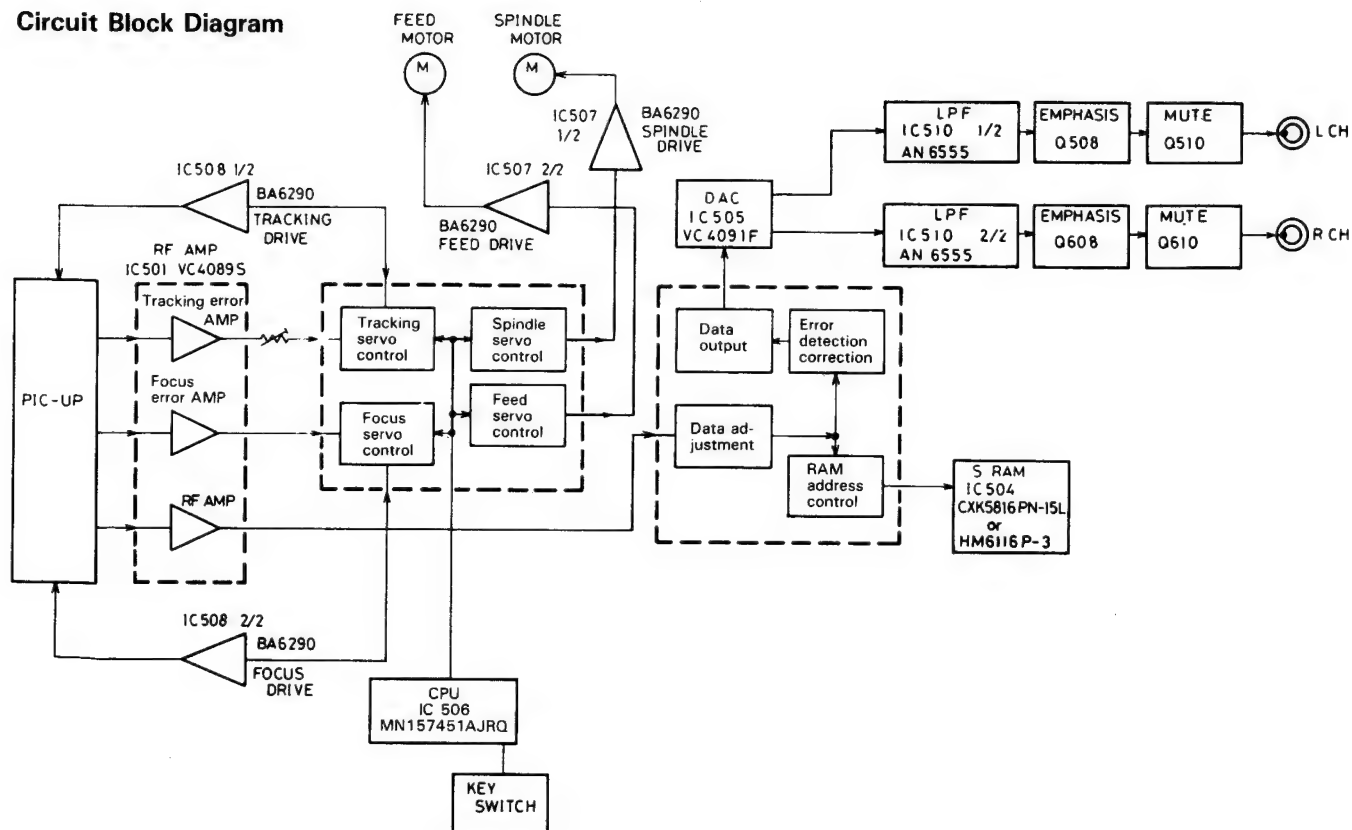 Circuit Block Diagram
FEED
MOTOR
M
SPINDLE
MOTOR
M
IC507
1/2
BA6290
SPINDLE
DRIVE
IC508 1/2
BA6290
TRACKING
DRIVE
IC507 2/2
BA6290
FEED DRIVE
RF AMP
IC501 VC4089S
Tracking error
AMP
Focus
error AMP
RF AMP
PIC-UP
Tracking
servo
control
Spindle
servo
control
Focus
servo
control
Feed
servo
control
IC508 2/2
BA6290
FOCUS
DRIVE
CPU
IC 506
MN157451AJRQ
KEY
SWITCH
DAC
IC505
VC4091F
LPF
IC510 1/2
AN6555
EMPHASIS
Q508
MUTE
Q510
L CH
LPF
IC510 2/2
AN6555
EMPHASIS
Q608
MUTE
Q610
R CH
Data
output
Error
detection
correction
Data ad-
justment
RAM
address
control
S RAM
IC504
CXK5816PN-15L
or
HM6116P-3